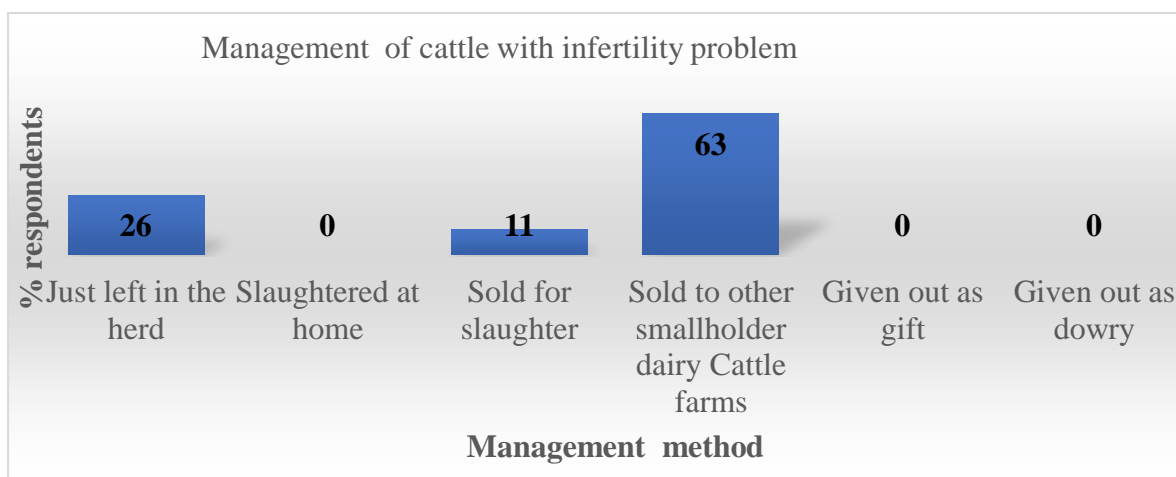 Management of cattle with infertility problem
% respondents
26
0
11
63
0
0
Just left in the
herd
Slaughtered at
home
Sold for
slaughter
Sold to other
smallholder
dairy Cattle
farms
Given out as
gift
Given out as
dowry
Management method